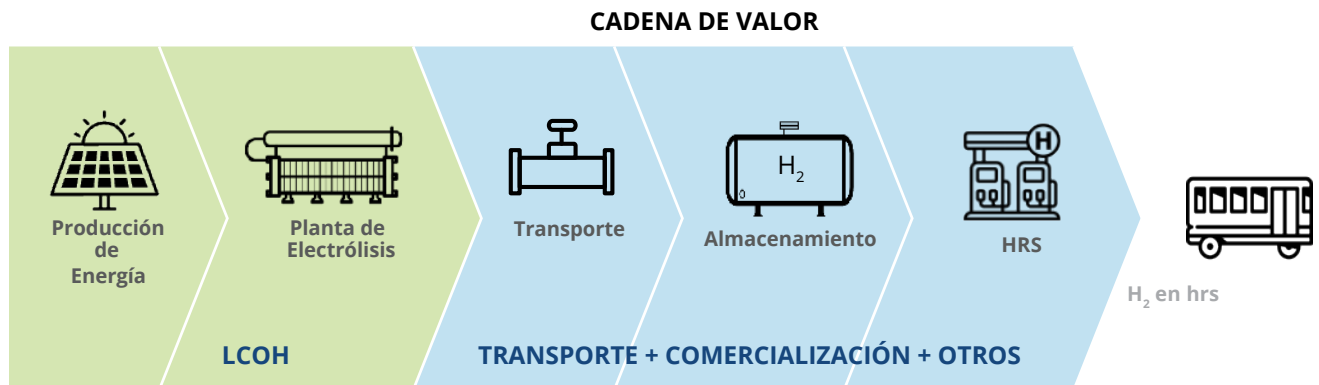 CADENA DE VALOR
Producción
de
Energía
Planta de
Electrólisis
Transporte
H2
Almacenamiento
H
HRS
H2 en hrs
LCOH
TRANSPORTE + COMERCIALIZACIÓN + OTROS